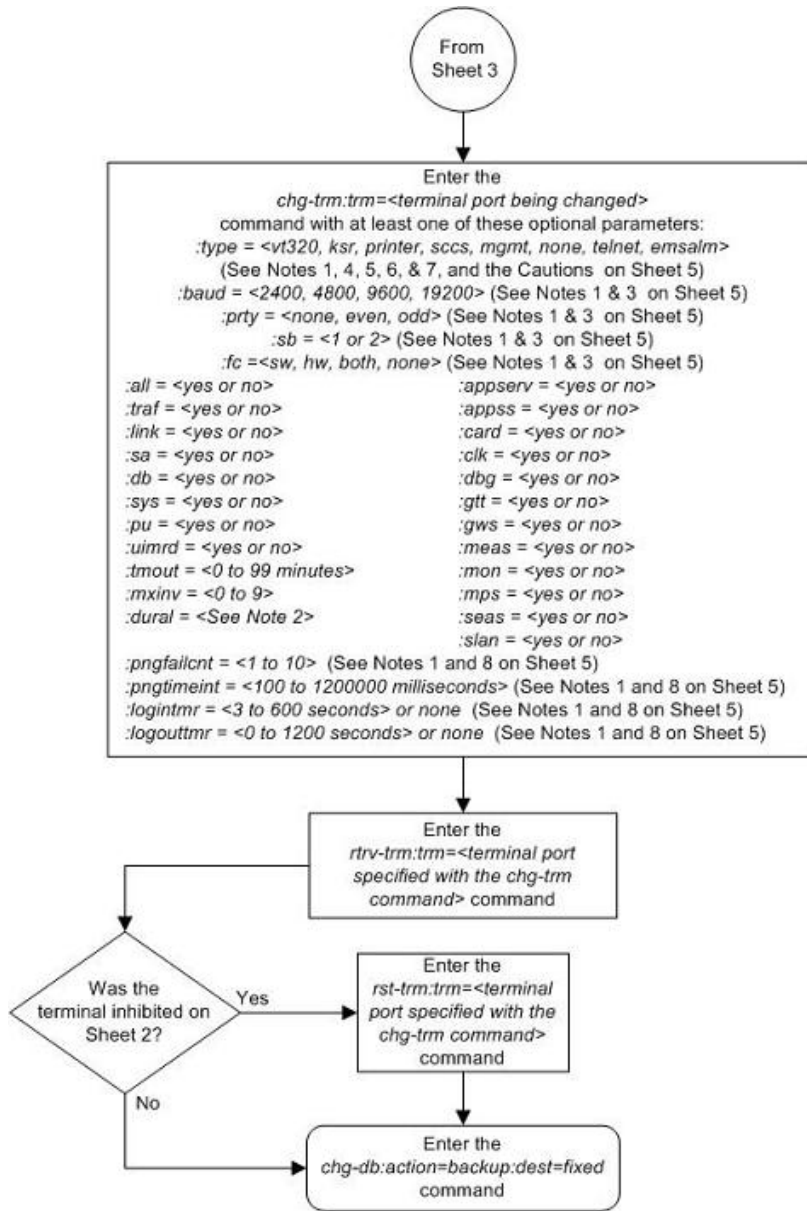 From
Sheet 3
Enter the
chg-trm:trm=<terminal port being changed>
command with at least one of these optional parameters:
:type = <vt320, ksr, printer, sccs, mgmt, none, telnet, emsalm>
(See Notes 1, 4, 5, 6, & 7, and the Cautions on Sheet 5)
:baud = <2400, 4800, 9600, 19200> (See Notes 1 & 3 on Sheet 5)
:prty = <none, even, odd> (See Notes 1 & 3 on Sheet 5)
:sb = <1 or 2> (See Notes 1 & 3 on Sheet 5)
:fc =<sw, hw, both, none> (See Notes 1 & 3 on Sheet 5)
:all = <yes or no>
:traf = <yes or no>
:link = <yes or no>
:sa = <yes or no>
:db = <yes or no>
:sys = <yes or no>
:pu = <yes or no>
:uimrd = <yes or no>
:tmout = <0 to 99 minutes>
:mxinv = <0 to 9>
:dural = <See Note 2>
:appserv = <yes or no>
:appss = <yes or no>
:card = <yes or no>
:clk = <yes or no>
:dbg = <yes or no>
:gtt = <yes or no>
:gws = <yes or no>
:meas = <yes or no>
:mon = <yes or no>
:mps = <yes or no>
:seas = <yes or no>
:slan = <yes or no>
:pngfailcnt = <1 to 10> (See Notes 1 and 8 on Sheet 5)
:pngtimeint = <100 to 1200000 milliseconds> (See Notes 1 and 8 on Sheet 5)
:logintmr = <3 to 600 seconds> or none (See Notes 1 and 8 on Sheet 5)
:logouttmr = <0 to 1200 seconds> or none (See Notes 1 and 8 on Sheet 5)
Enter the
rtrv-trm:trm=<terminal port
specified with the chg-trm
command> command
Was the
terminal inhibited on
Sheet 2?
Yes
Enter the
rst-trm:trm=<terminal
port specified with the
chg-trm command>
command
No
Enter the
chg-db:action=backup:dest=fixed
command